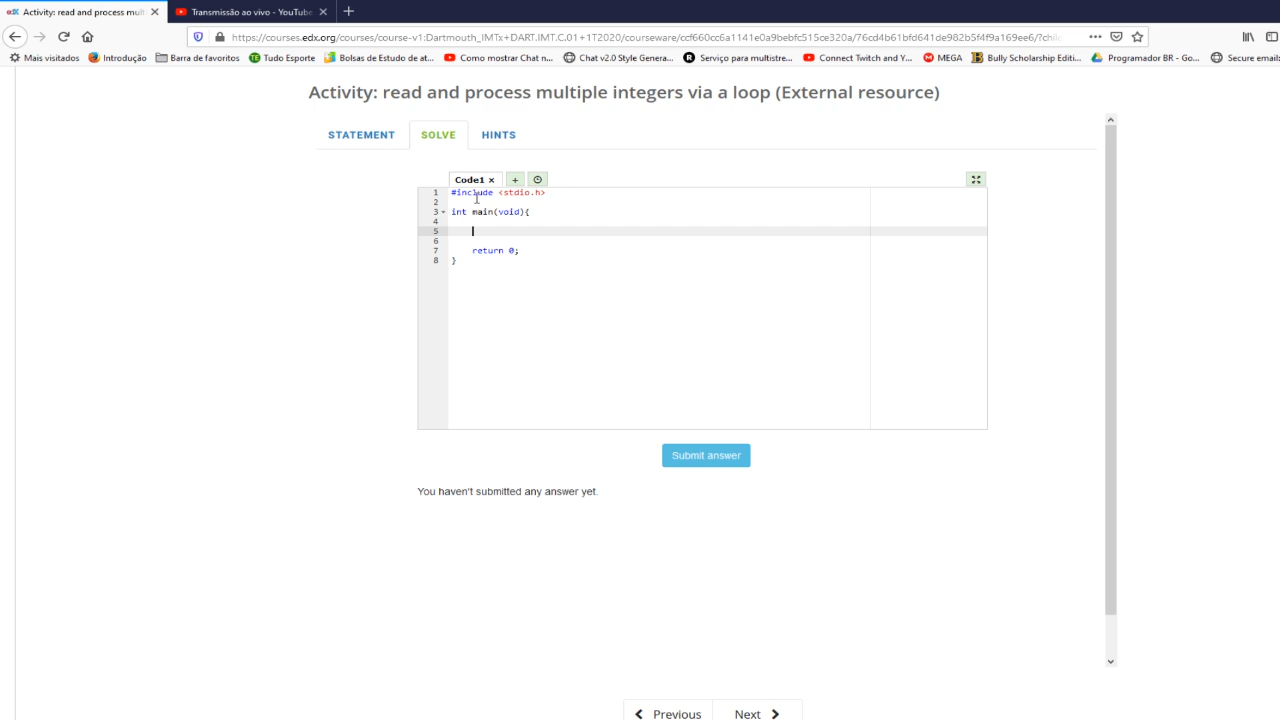 Activity: read and process mult
Transmissão ao vivo - YouTube
https://courses.edx.org/courses/course-v1:Dartmouth_IMTx+DART.IMT.C.01+1T2020/courseware/ccf660cc6a1141e0a9bebfc515ce320a/76cd4b61bfd641de982b5f4f9a169ee6/?chil
Mais visitados Introdução Barra de favoritos Tudo Esporte Bolsas de Estudo de at... Como mostrar Chat n... Chat v2.0 Style Genera... Serviço para multistre... Connect Twitch and Y... MEGA Bully Scholarship Editi... Programador BR - Go... Secure email:
Activity: read and process multiple integers via a loop (External resource)
STATEMENT SOLVE HINTS
Code1 × +
1 #include <stdio.h>
2
3 int main(void){
4
5
6
7 return 0;
8 }
Submit answer
You haven't submitted any answer yet.
Previous Next